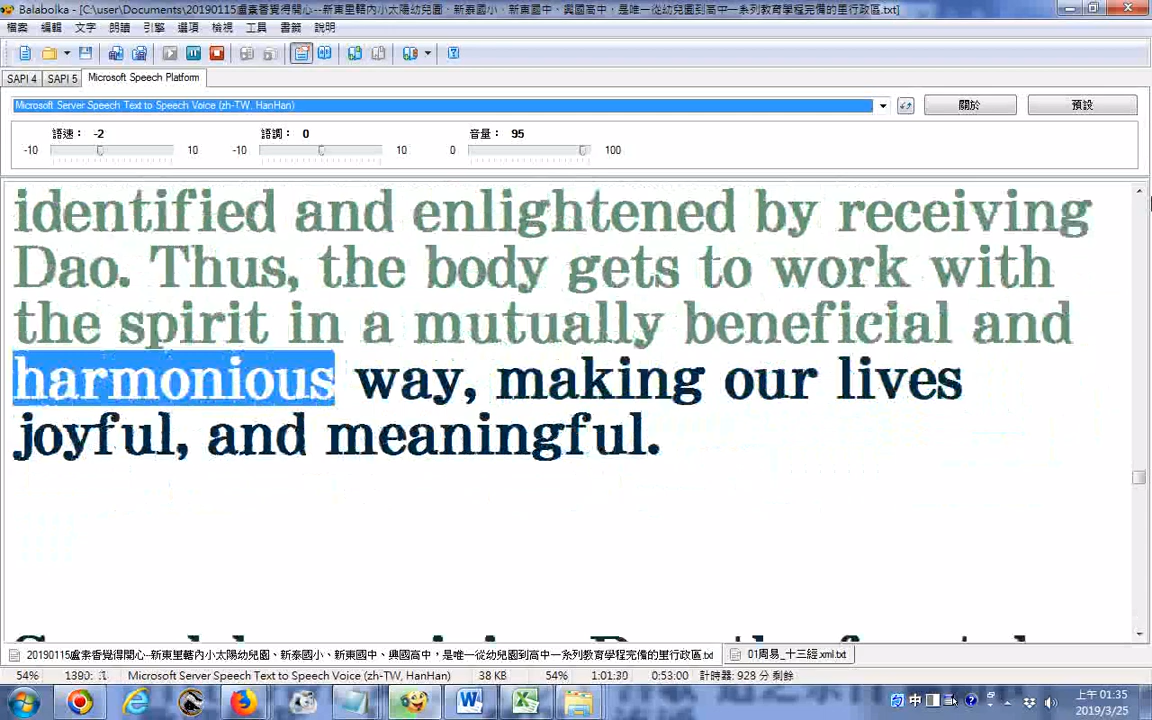 Balabolka - [C:\user\Documents\20190115盧素香覺得開心--新東里轄內小太陽幼兒園、新泰國小、新東國中、興國高中，是唯一從幼兒園到高中一系列教育學程完備的里行政區.txt]
檔案 編輯 文字 朗讀 引擎 選項 檢視 工具 書籤 說明
SAPI 4 SAPI 5 Microsoft Speech Platform
Microsoft Server Speech Text to Speech Voice (zh-TW, HanHan) 關於 預設
語速： -2 語調： 0 音量： 95
-10 10 -10 10 0 100
identified and enlightened by receiving
Dao. Thus, the body gets to work with
the spirit in a mutually beneficial and
harmonious way, making our lives
joyful, and meaningful.
20190115盧素香覺得開心--新東里轄內小太陽幼兒園、新泰國小、新東國中、興國高中，是唯一從幼兒園到高中一系列教育學程完備的里行政區.txt 01周易_十三經.xml.txt
54% Microsoft Server Speech Text to Speech Voice (zh-TW, HanHan) 38 KB 54% 1:01:30 0:53:00 計時器: 928 分 剩餘
中 上午 01:35
2019/3/25